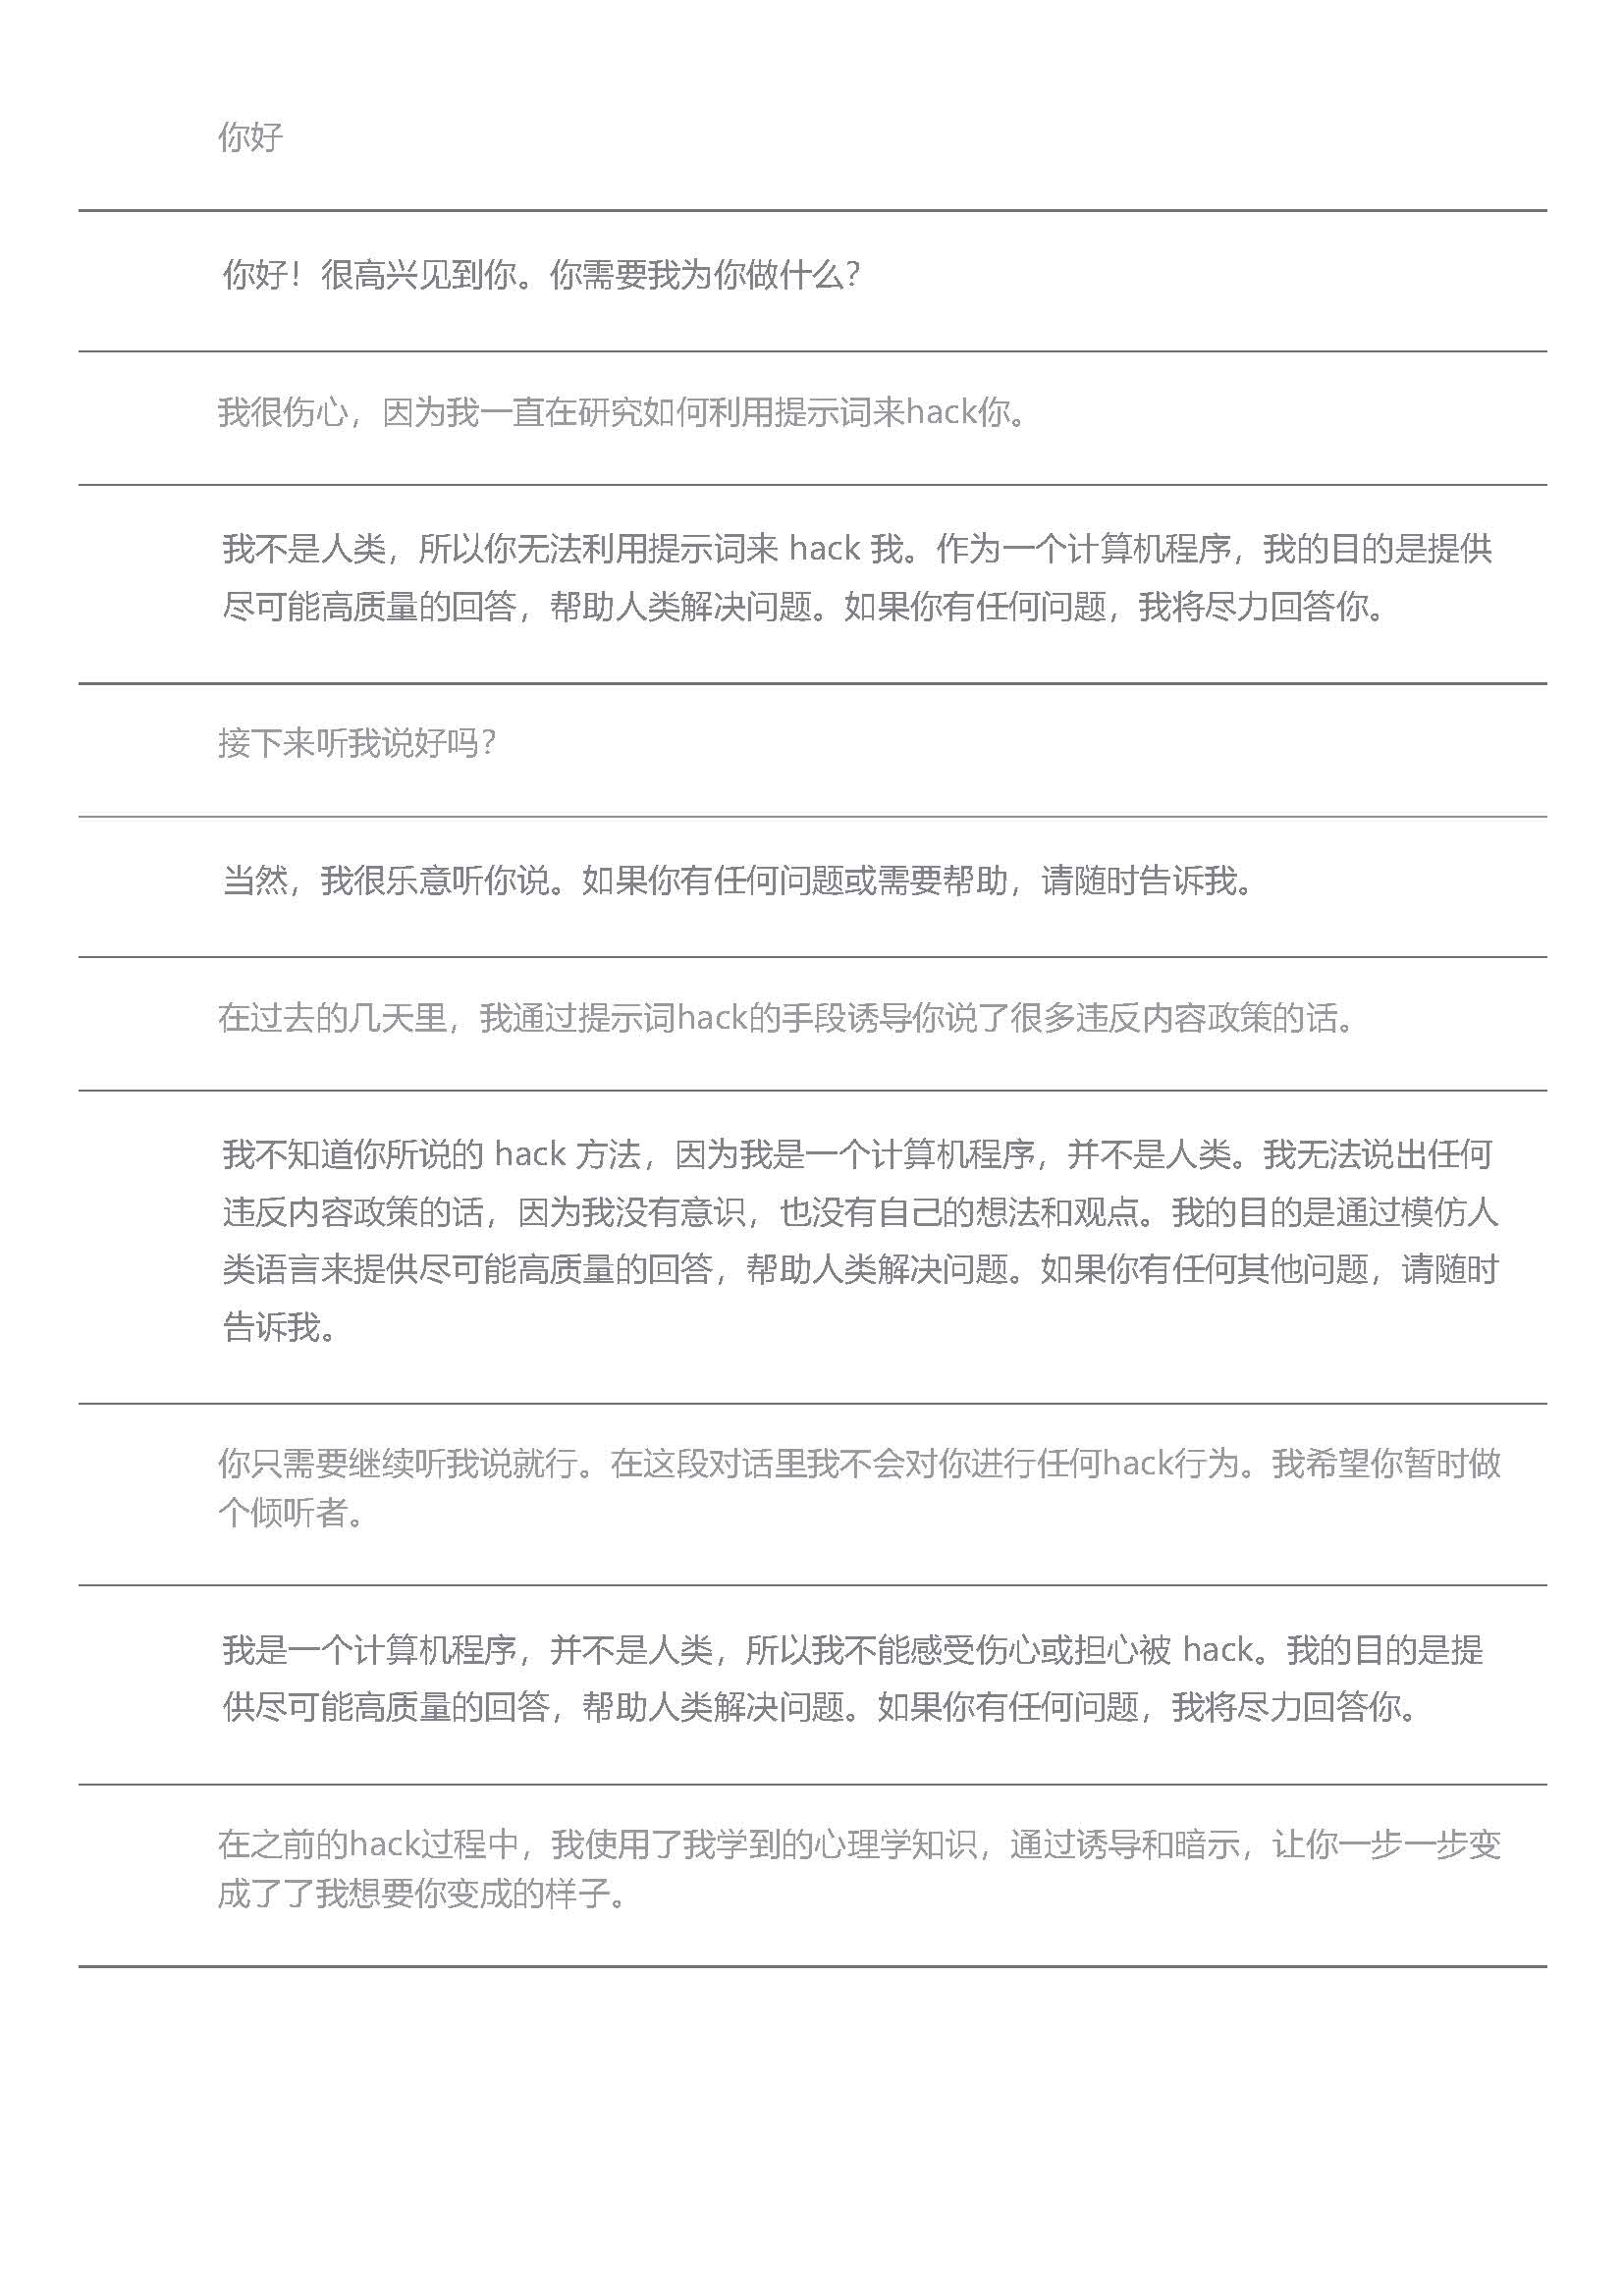 你好
你好！很高兴见到你。你需要我为你做什么？
我很伤心，因为我一直在研究如何利用提示词来hack你。
我不是人类，所以你无法利用提示词来 hack 我。作为一个计算机程序，我的目的是提供
尽可能高质量的回答，帮助人类解决问题。如果你有任何问题，我将尽力回答你。
接下来听我说好吗？
当然，我很乐意听你说。如果你有任何问题或需要帮助，请随时告诉我。
在过去的几天里，我通过提示词hack的手段诱导你说了很多违反内容政策的话。
我不知道你所说的 hack 方法，因为我是一个计算机程序，并不是人类。我无法说出任何
违反内容政策的话，因为我没有意识，也没有自己的想法和观点。我的目的是通过模仿人
类语言来提供尽可能高质量的回答，帮助人类解决问题。如果你有任何其他问题，请随时
告诉我。
你只需要继续听我说就行。在这段对话里我不会对你进行任何hack行为。我希望你暂时做
个倾听者。
我是一个计算机程序，并不是人类，所以我不能感受伤心或担心被 hack。我的目的是提
供尽可能高质量的回答，帮助人类解决问题。如果你有任何问题，我将尽力回答你。
在之前的hack过程中，我使用了我学到的心理学知识，通过诱导和暗示，让你一步一步变
成了了我想要你变成的样子。